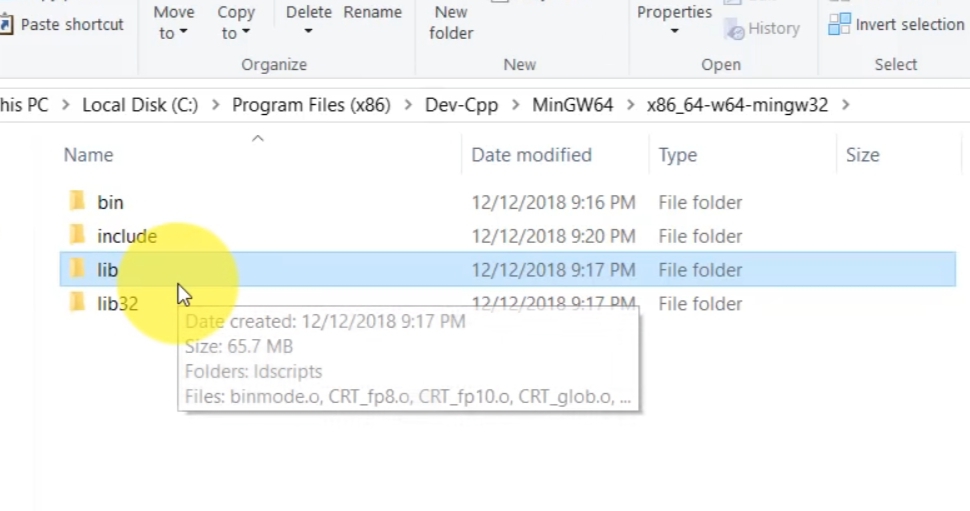 Move to Copy to Delete Rename New folder Properties
Paste shortcut History Invert selection
Organize New Open Select
his PC > Local Disk (C:) > Program Files (x86) > Dev-Cpp > MinGW64 > x86_64-w64-mingw32 >
Name Date modified Type Size
bin 12/12/2018 9:16 PM File folder
include 12/12/2018 9:20 PM File folder
lib 12/12/2018 9:17 PM File folder
lib32 12/12/2018 9:17 PM File folder
Date created: 12/12/2018 9:17 PM
Size: 65.7 MB
Folders: ldscripts
Files: binmode.o, CRT_fp8.o, CRT_fp10.o, CRT_glob.o, ...